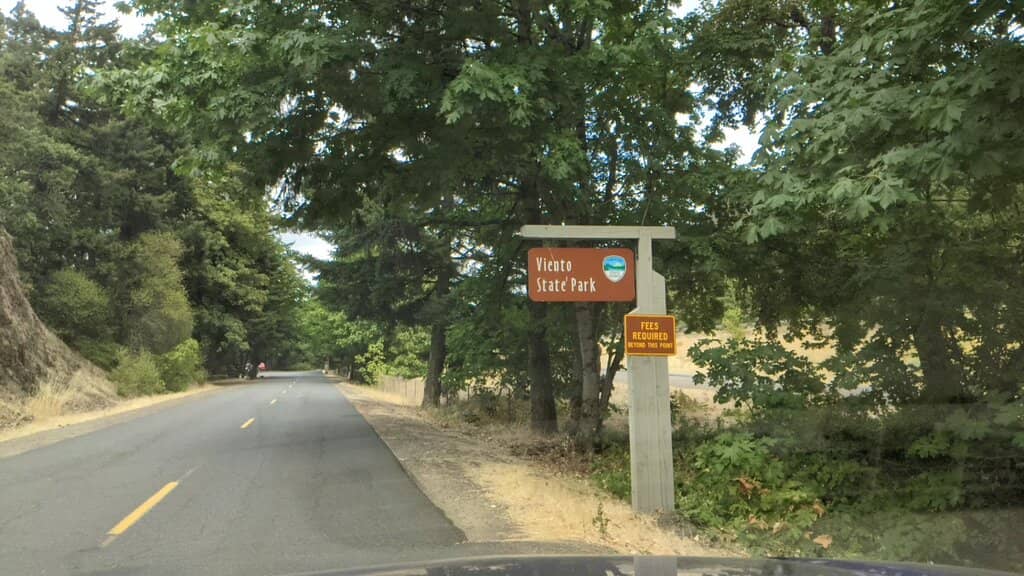 Viento
State Park
FEES
REQUIRED
BEYOND THIS POINT